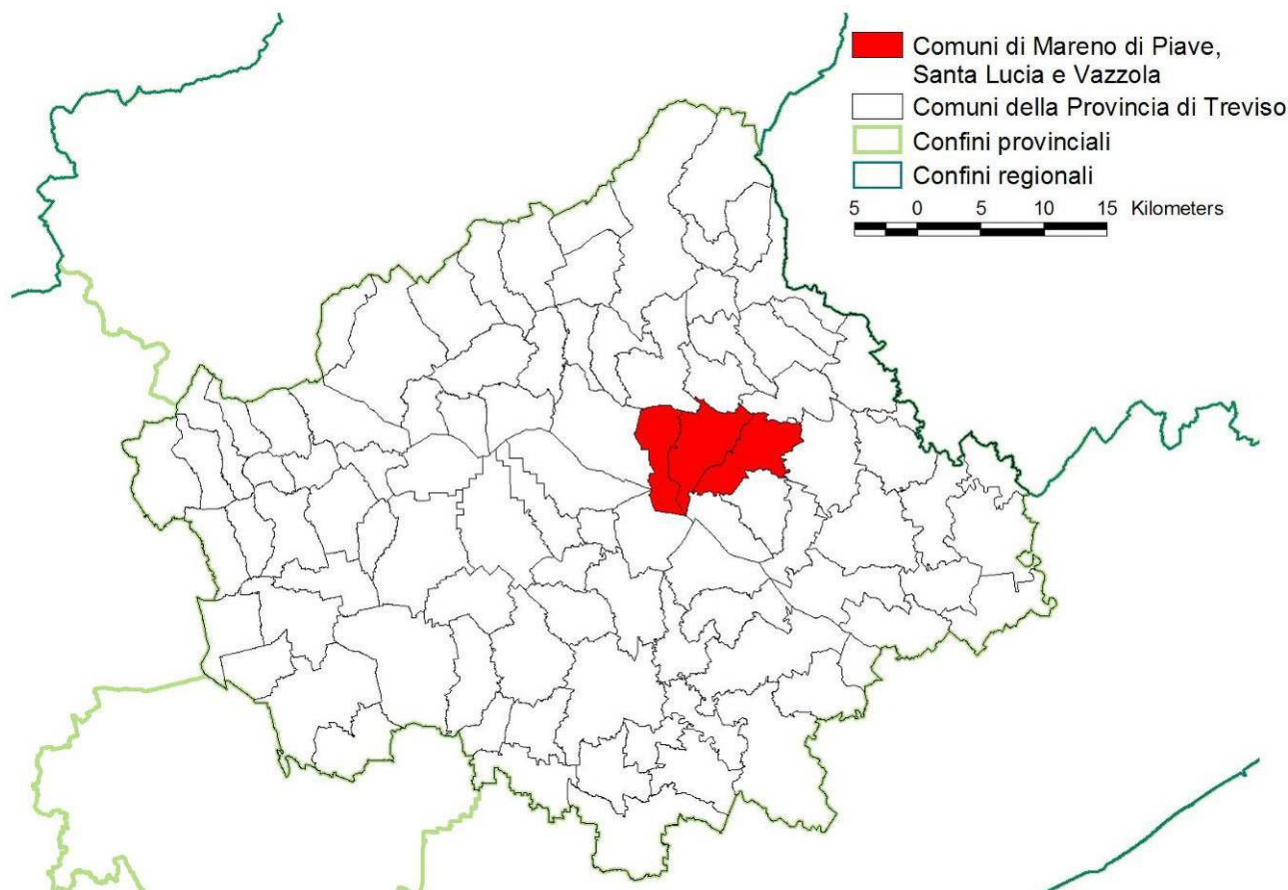 Comuni di Mareno di Piave,
Santa Lucia e Vazzola
Comuni della Provincia di Treviso
Confini provinciali
Confini regionali
5 0 5 10 15 Kilometers